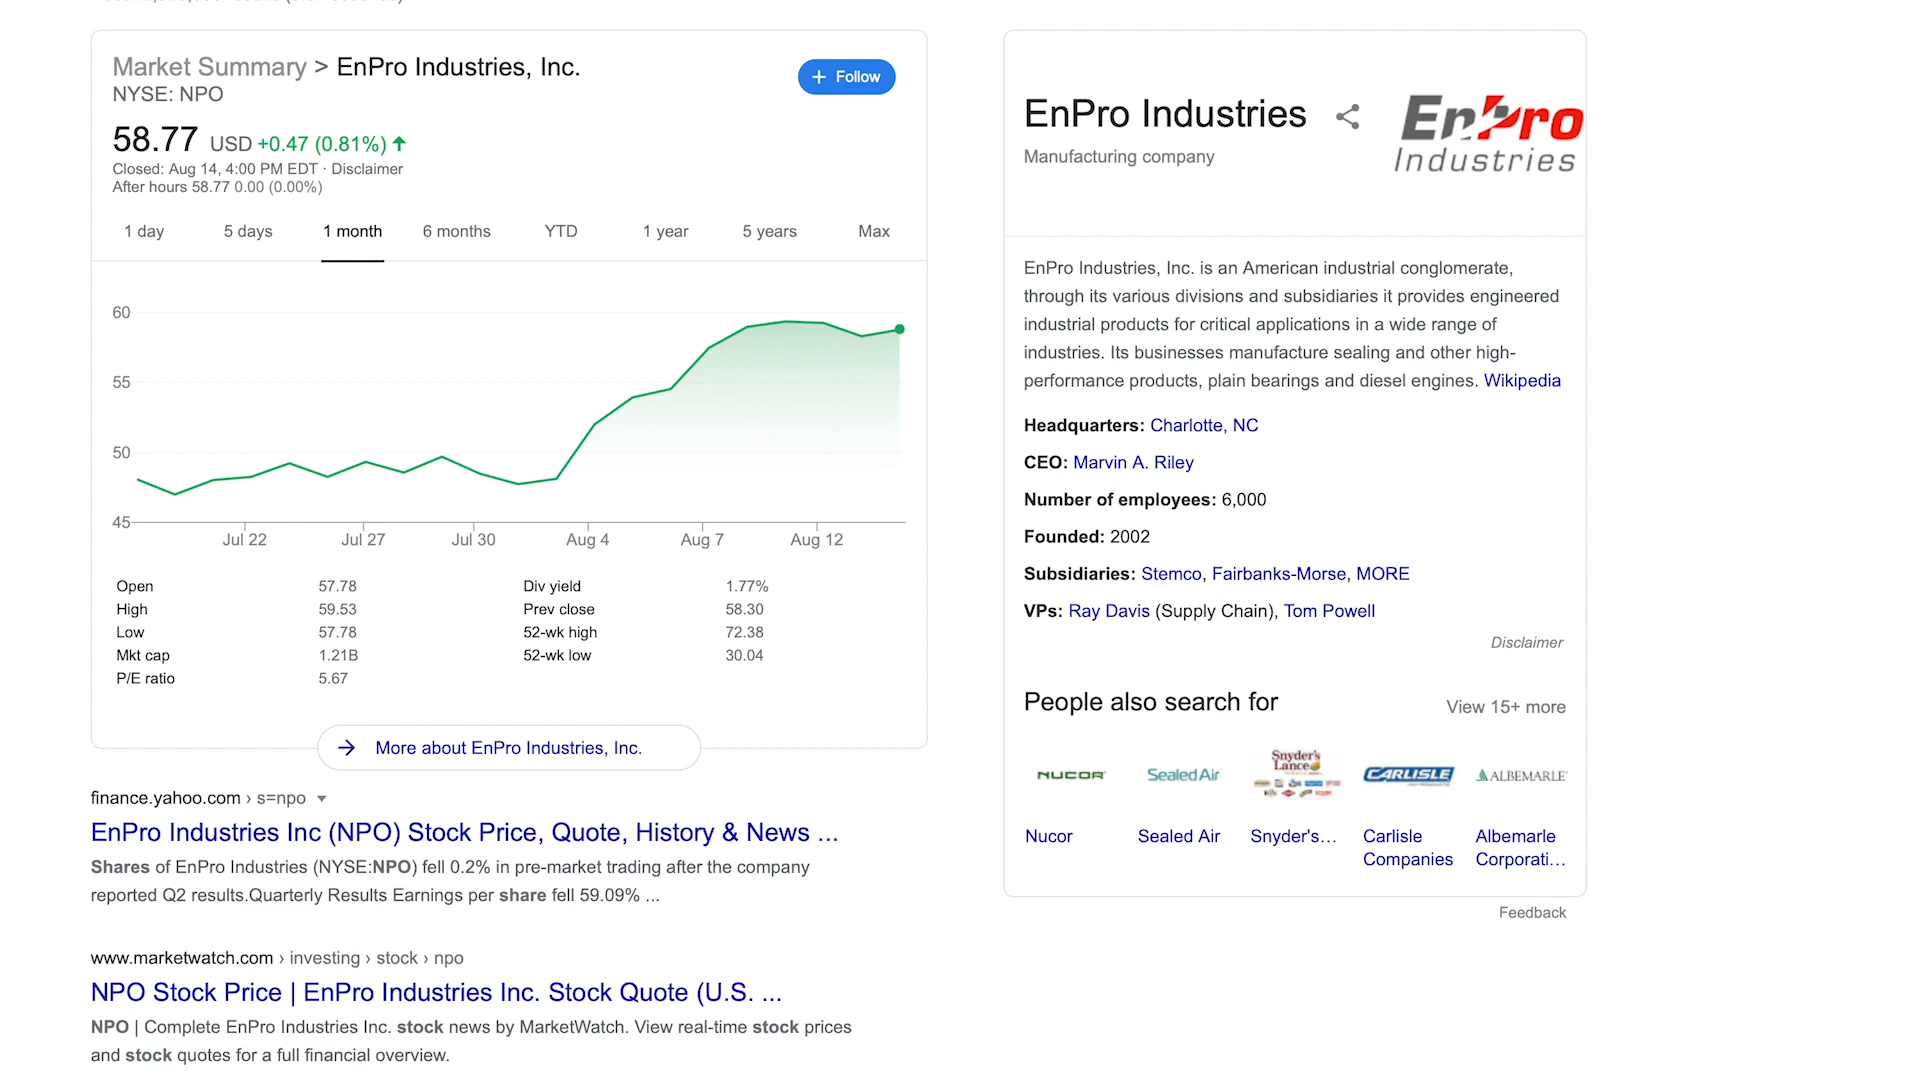 Market Summary > EnPro Industries, Inc.
NYSE: NPO
+ Follow
58.77 USD +0.47 (0.81%)
Closed: Aug 14, 4:00 PM EDT · Disclaimer
After hours 58.77 0.00 (0.00%)
1 day 5 days 1 month 6 months YTD 1 year 5 years Max
60
55
50
45
Jul 22 Jul 27 Jul 30 Aug 4 Aug 7 Aug 12
Open 57.78 Div yield 1.77%
High 59.53 Prev close 58.30
Low 57.78 52-wk high 72.38
Mkt cap 1.21B 52-wk low 30.04
P/E ratio 5.67
More about EnPro Industries, Inc.
finance.yahoo.com › s=npo
EnPro Industries Inc (NPO) Stock Price, Quote, History & News ...
Shares of EnPro Industries (NYSE:NPO) fell 0.2% in pre-market trading after the company
reported Q2 results.Quarterly Results Earnings per share fell 59.09% ...
www.marketwatch.com › investing › stock › npo
NPO Stock Price | EnPro Industries Inc. Stock Quote (U.S. ...
NPO | Complete EnPro Industries Inc. stock news by MarketWatch. View real-time stock prices
and stock quotes for a full financial overview.
EnPro Industries
Manufacturing company
EnPro
Industries
EnPro Industries, Inc. is an American industrial conglomerate,
through its various divisions and subsidiaries it provides engineered
industrial products for critical applications in a wide range of
industries. Its businesses manufacture sealing and other high-
performance products, plain bearings and diesel engines. Wikipedia
Headquarters: Charlotte, NC
CEO: Marvin A. Riley
Number of employees: 6,000
Founded: 2002
Subsidiaries: Stemco, Fairbanks-Morse, MORE
VPs: Ray Davis (Supply Chain), Tom Powell
Disclaimer
People also search for
View 15+ more
NUCOR
Sealed Air
Snyder's
Lance
CARLISLE
ALBEMARLE
Nucor
Sealed Air
Snyder's...
Carlisle
Companies
Albemarle
Corporati...
Feedback